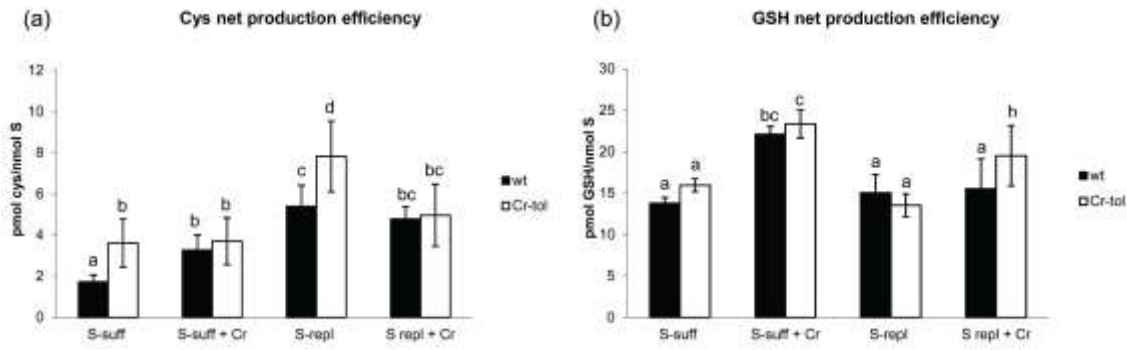 (a) Cys net production efficiency
pmol cys/nmol S
12
10
8
6
4
2
0
a b b b c d bc bc
S-suff S-suff + Cr S-repl S repl + Cr
wt
Cr-tol
(b) GSH net production efficiency
pmol GSH/nmol S
30
25
20
15
10
5
0
a a bc c a a a b
S-suff S-suff + Cr S-repl S repl + Cr
wt
Cr-tol